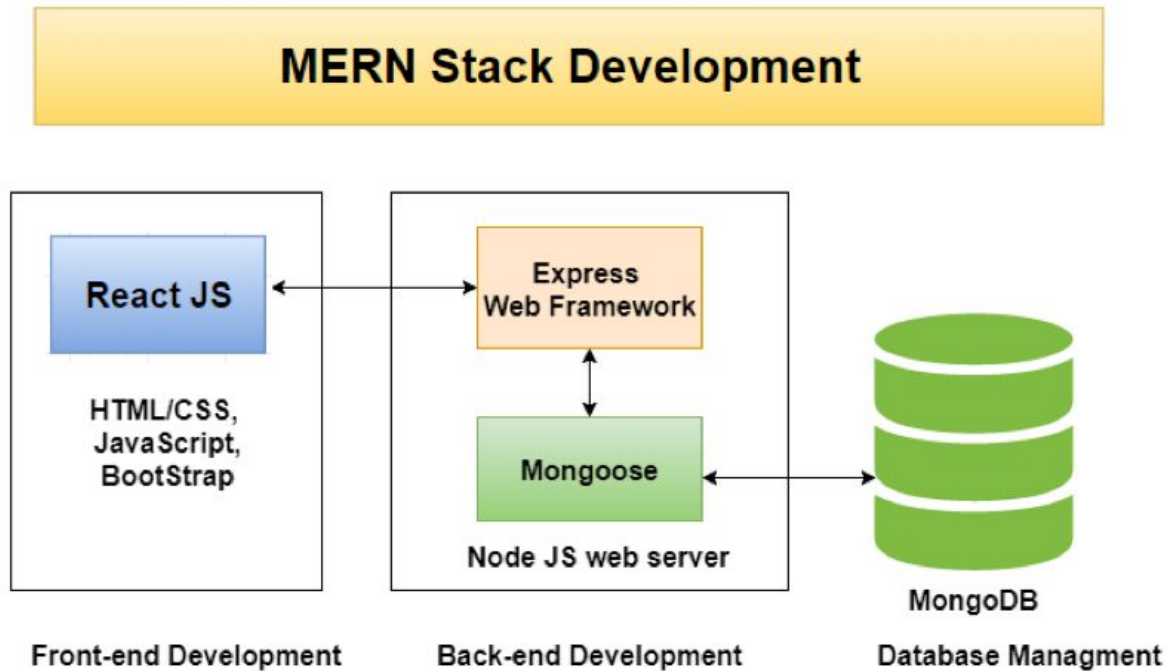 MERN Stack Development
React JS
HTML/CSS,
JavaScript,
BootStrap
Front-end Development
Express
Web Framework
Mongoose
Node JS web server
Back-end Development
MongoDB
Database Managment